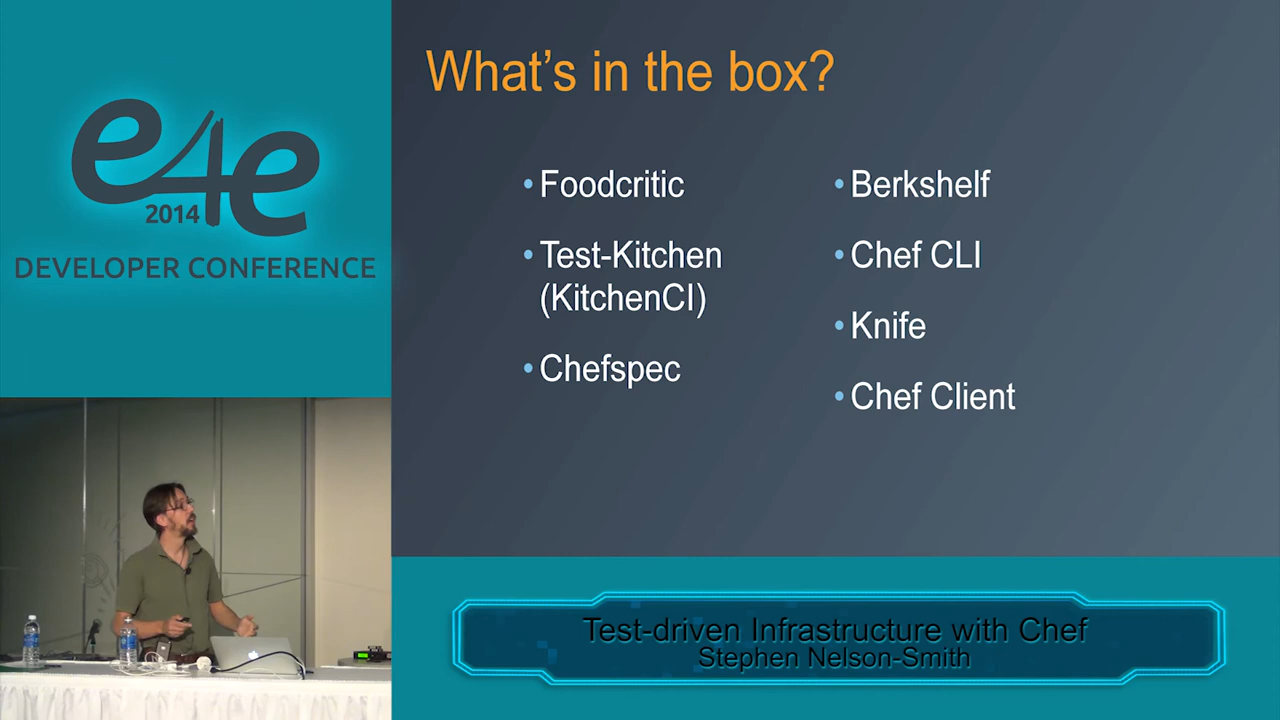 e4e
2014
DEVELOPER CONFERENCE
What's in the box?
• Foodcritic
• Test-Kitchen
(KitchenCI)
• Chefspec
• Berkshelf
• Chef CLI
• Knife
• Chef Client
Test-driven Infrastructure with Chef
Stephen Nelson-Smith